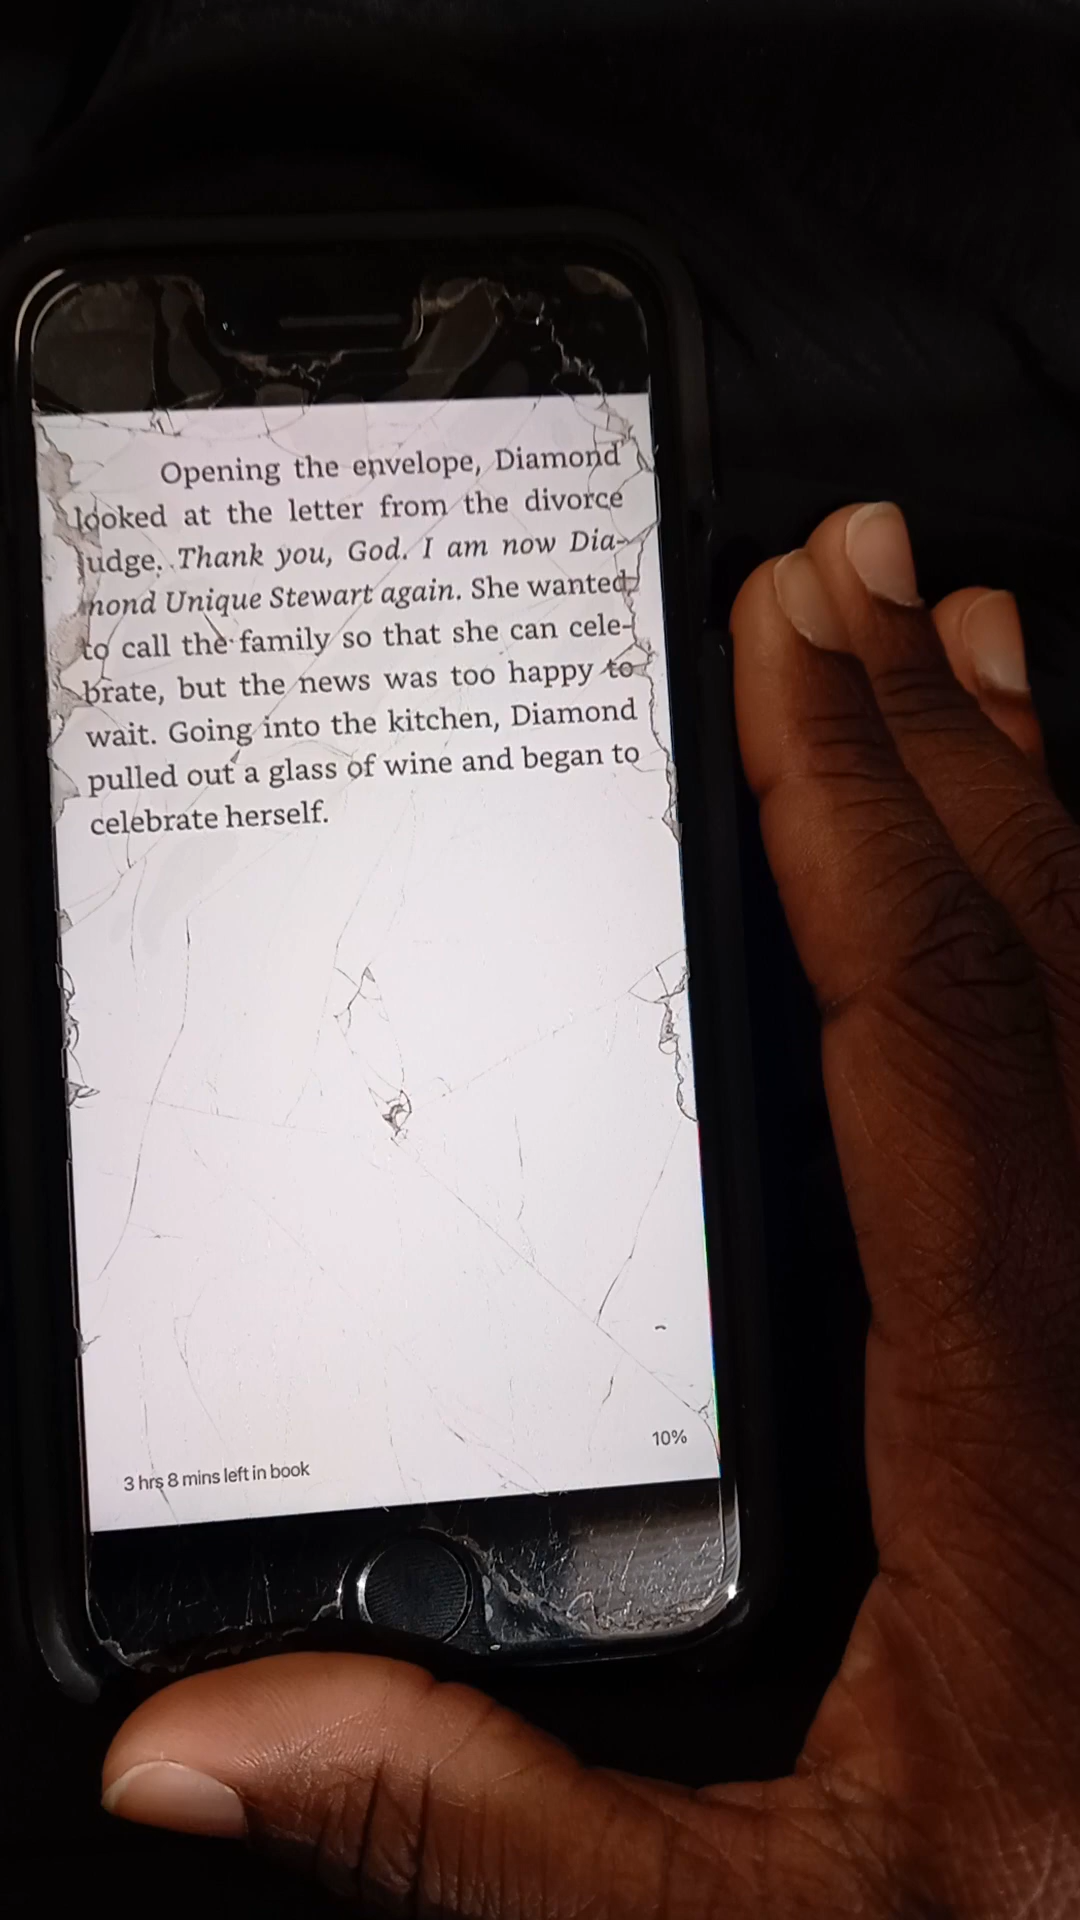 Opening the envelope, Diamond
looked at the letter from the divorce
judge. Thank you, God. I am now Dia-
mond Unique Stewart again. She wanted
to call the family so that she can cele-
brate, but the news was too happy to
wait. Going into the kitchen, Diamond
pulled out a glass of wine and began to
celebrate herself.
10%
3 hrs 8 mins left in book